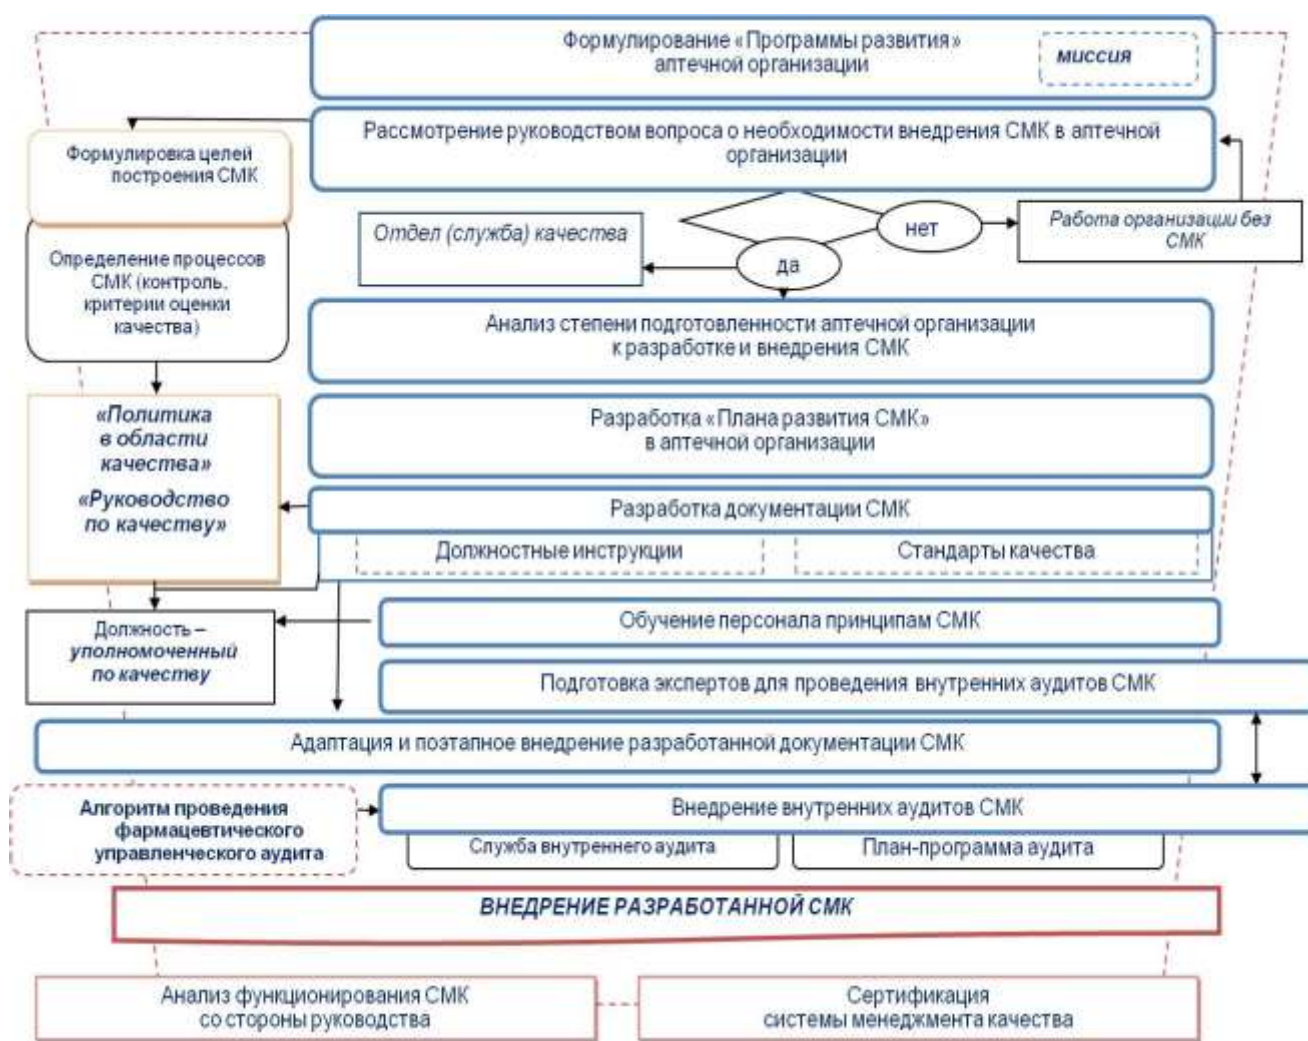 Формулирование «Программы развития»
аптечной организации
миссия
Рассмотрение руководством вопроса о необходимости внедрения СМК в аптечной
организации
Формулировка целей
построения СМК
Отдел (служба) качества
нет
Работа организации без
СМК
да
Определение процессов
СМК (контроль,
критерии оценки
качества)
Анализ степени подготовленности аптечной организации
к разработке и внедрения СМК
«Политика
в области
качества»
«Руководство
по качеству»
Разработка «Плана развития СМК»
в аптечной организации
Разработка документации СМК
Должностные инструкции
Стандарты качества
Обучение персонала принципам СМК
Должность –
уполномоченный
по качеству
Подготовка экспертов для проведения внутренних аудитов СМК
Адаптация и поэтапное внедрение разработанной документации СМК
Алгоритм проведения
фармацевтического
управленческого аудита
Внедрение внутренних аудитов СМК
Служба внутреннего аудита
План-программа аудита
ВНЕДРЕНИЕ РАЗРАБОТАННОЙ СМК
Анализ функционирования СМК
со стороны руководства
Сертификация
системы менеджмента качества